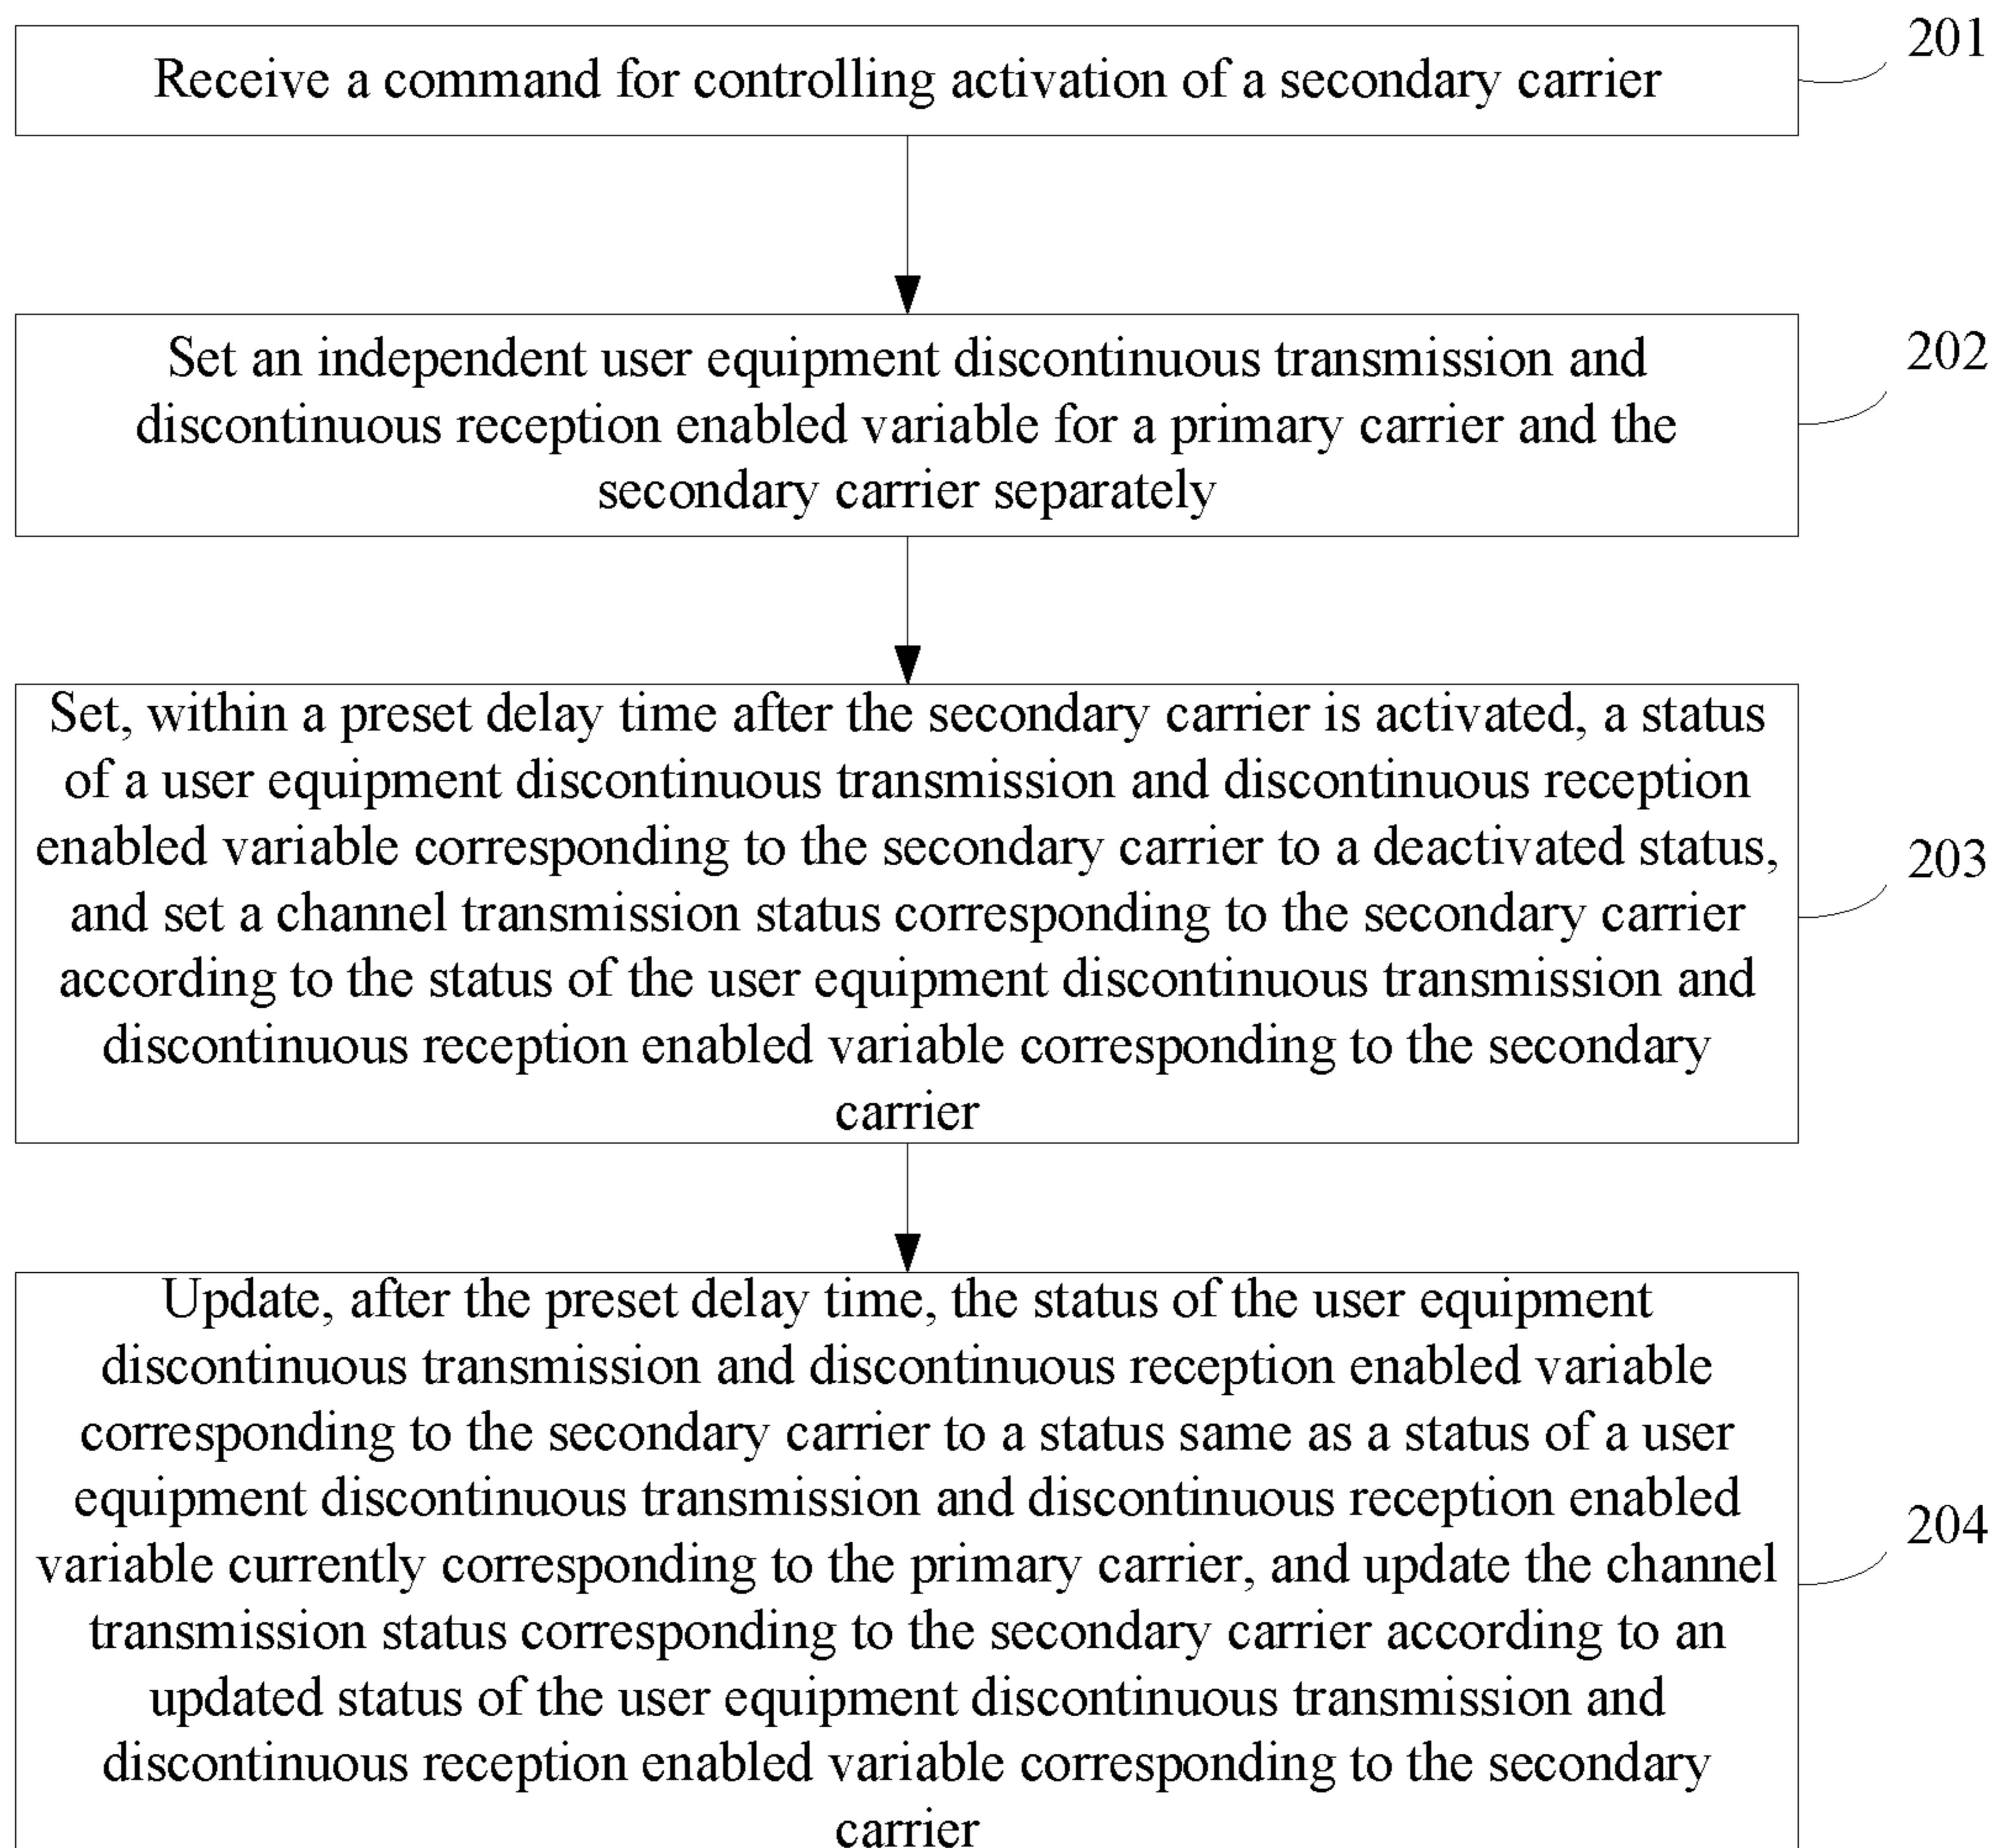 Receive a command for controlling activation of a secondary carrier
201
Set an independent user equipment discontinuous transmission and
discontinuous reception enabled variable for a primary carrier and the
secondary carrier separately
202
Set, within a preset delay time after the secondary carrier is activated, a status
of a user equipment discontinuous transmission and discontinuous reception
enabled variable corresponding to the secondary carrier to a deactivated status,
and set a channel transmission status corresponding to the secondary carrier
according to the status of the user equipment discontinuous transmission and
discontinuous reception enabled variable corresponding to the secondary
carrier
203
Update, after the preset delay time, the status of the user equipment
discontinuous transmission and discontinuous reception enabled variable
corresponding to the secondary carrier to a status same as a status of a user
equipment discontinuous transmission and discontinuous reception enabled
variable currently corresponding to the primary carrier, and update the channel
transmission status corresponding to the secondary carrier according to an
updated status of the user equipment discontinuous transmission and
discontinuous reception enabled variable corresponding to the secondary
carrier
204